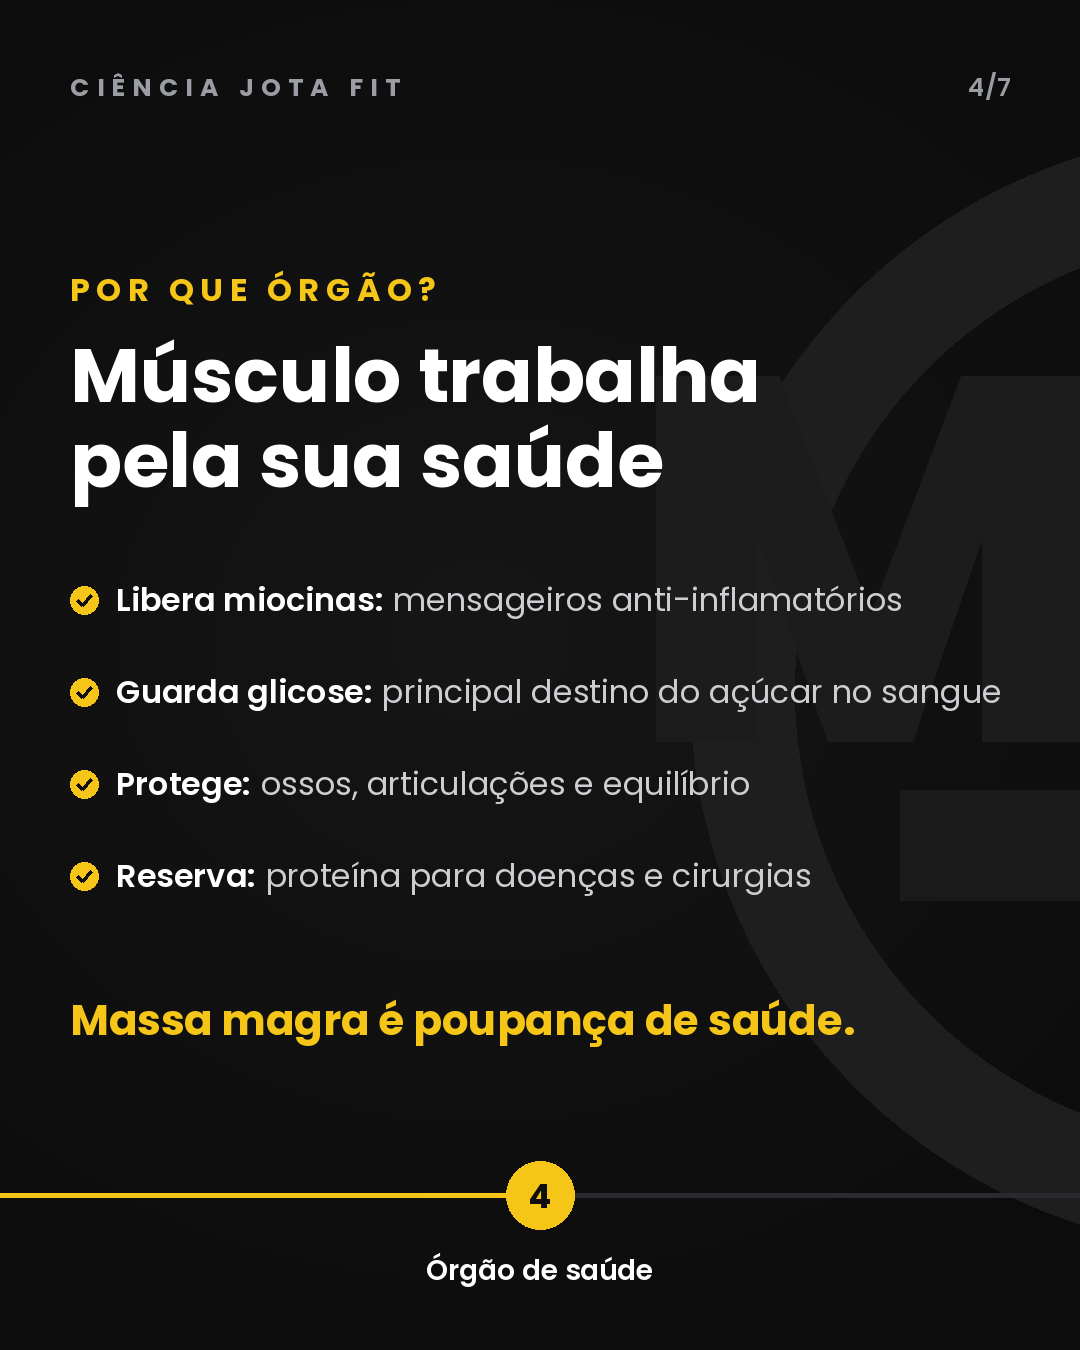 CIÊNCIA JOTA FIT
4/7
POR QUE ÓRGÃO?
Músculo trabalha
pela sua saúde
Libera miocinas: mensageiros anti-inflamatórios
Guarda glicose: principal destino do açúcar no sangue
Protege: ossos, articulações e equilíbrio
Reserva: proteína para doenças e cirurgias
Massa magra é poupança de saúde.
4
Órgão de saúde